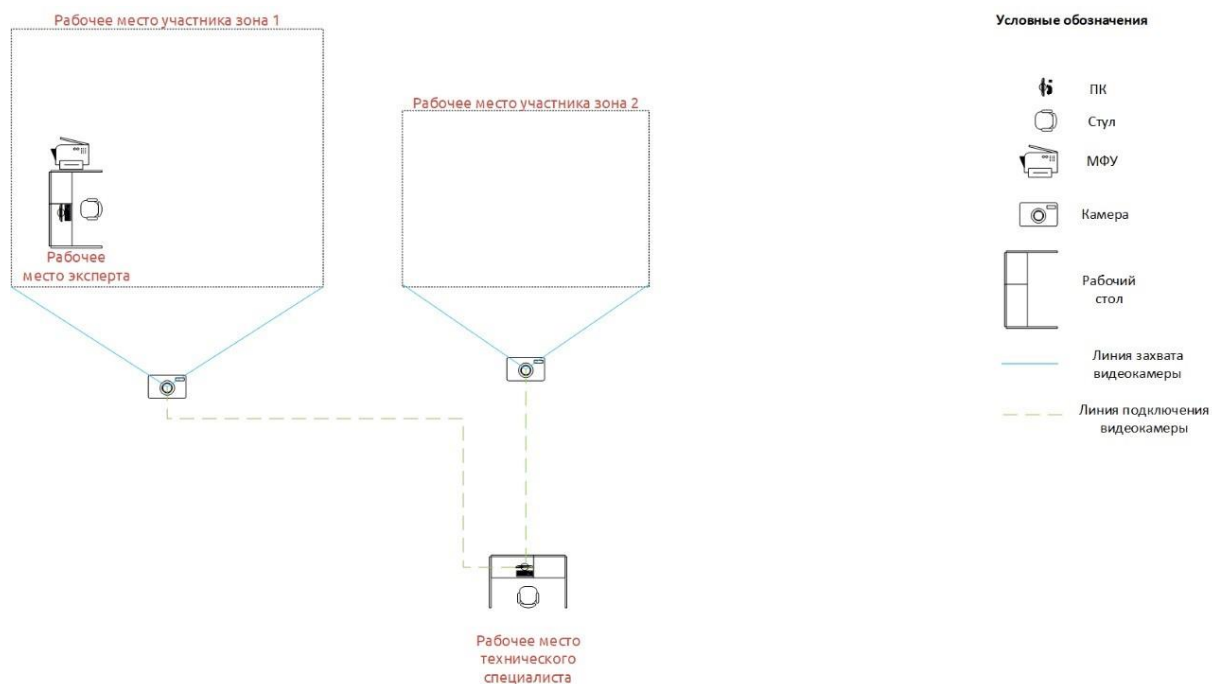 Рабочее место участника зона 1
Рабочее место участника зона 2
Рабочее
место эксперта
Рабочее место
технического
специалиста
Условные обозначения
ПК
Стул
МФУ
Камера
Рабочий
стол
Линия захвата
видеокамеры
Линия подключения
видеокамеры